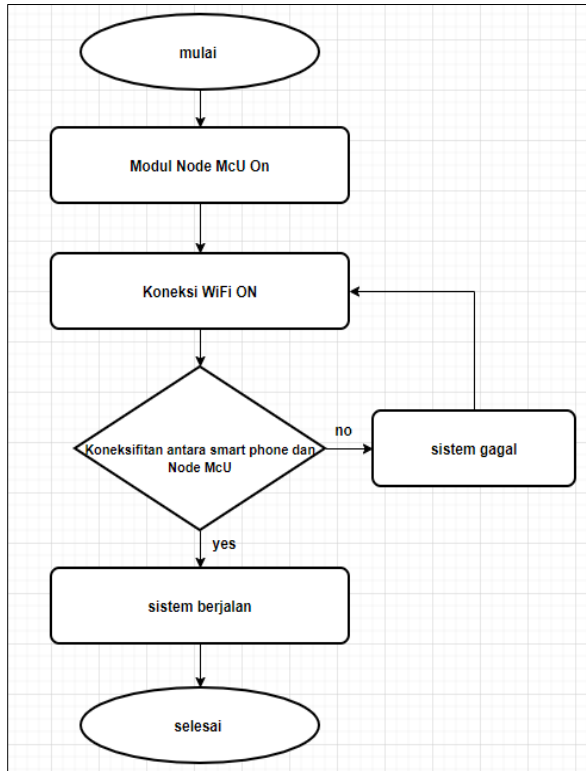 mulai
Modul Node McU On
Koneksi WiFi ON
Koneksifitan antara smart phone dan
Node McU
no
sistem gagal
yes
sistem berjalan
selesai